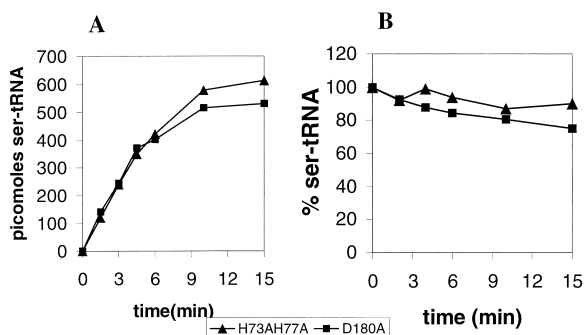 A
picomoles ser-tRNA
700
600
500
400
300
200
100
0
0 3 6 9 12 15
time(min)
B
% ser-tRNA
120
100
80
60
40
20
0
0 3 6 9 12 15
time (min)
H73AH77A D180A